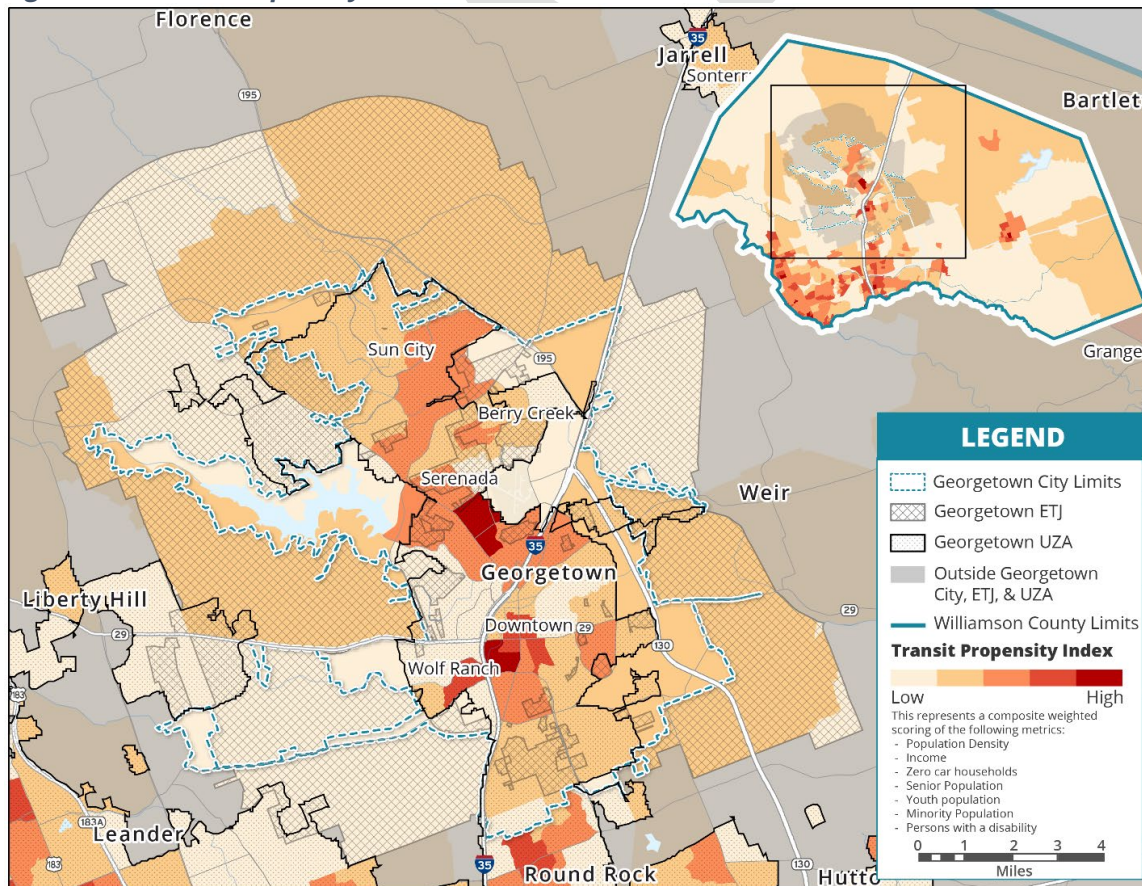 Florence
35
Jarrell
195
Bartlet
Grange
Sun City
195
Berry Creek
Serenada
Weir
35
Georgetown
Liberty Hill
29
Downtown
29
29
130
Wolf Ranch
183
183A
Leander
183
35
Round Rock
130
Hutto
LEGEND
Georgetown City Limits
Georgetown ETJ
Georgetown UZA
Outside Georgetown
City, ETJ, & UZA
Williamson County Limits
Transit Propensity Index
Low
High
This represents a composite weighted
scoring of the following metrics:
- Population Density
- Income
- Zero car households
- Senior Population
- Youth population
- Minority Population
- Persons with a disability
0 1 2 3 4
Miles